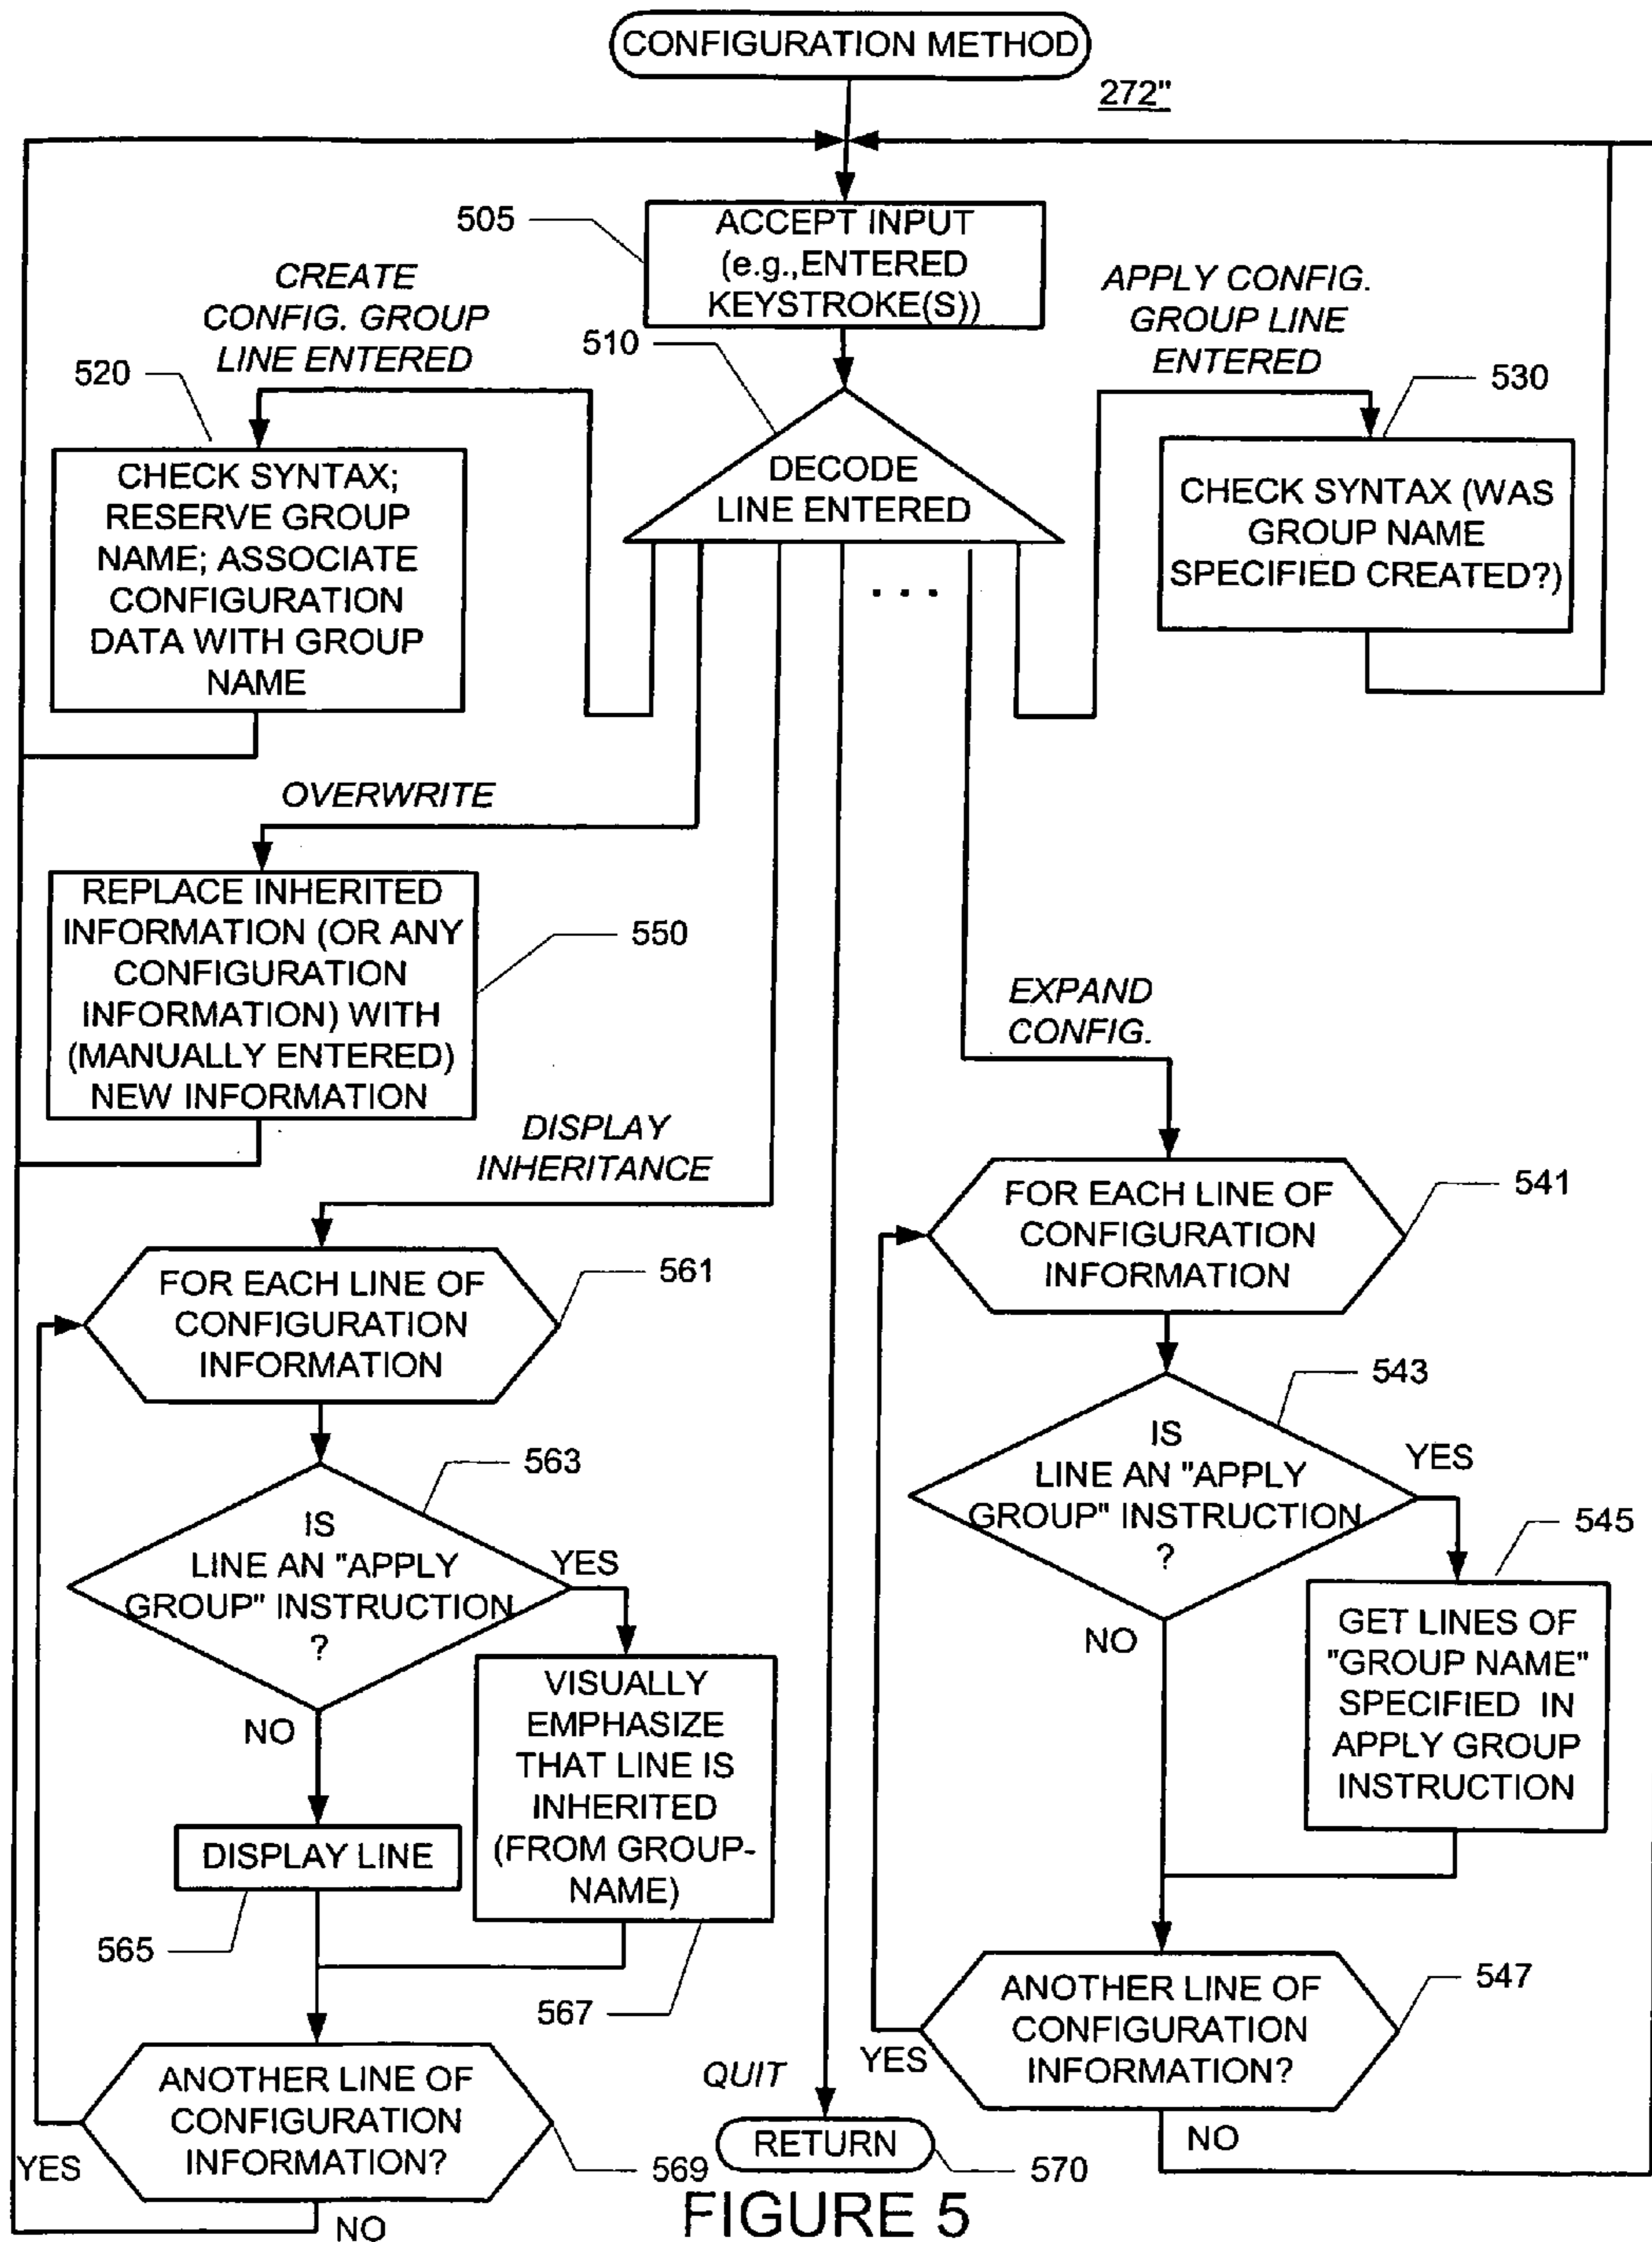 CONFIGURATION METHOD
272"
505
ACCEPT INPUT
(e.g.,ENTERED
KEYSTROKE(S))
CREATE
CONFIG. GROUP
LINE ENTERED
510
APPLY CONFIG.
GROUP LINE
ENTERED
520
530
CHECK SYNTAX;
RESERVE GROUP
NAME; ASSOCIATE
CONFIGURATION
DATA WITH GROUP
NAME
DECODE
LINE ENTERED
. . .
CHECK SYNTAX (WAS
GROUP NAME
SPECIFIED CREATED?)
OVERWRITE
REPLACE INHERITED
INFORMATION (OR ANY
CONFIGURATION
INFORMATION) WITH
(MANUALLY ENTERED)
NEW INFORMATION
550
EXPAND
CONFIG.
DISPLAY
INHERITANCE
FOR EACH LINE OF
CONFIGURATION
INFORMATION
541
FOR EACH LINE OF
CONFIGURATION
INFORMATION
561
543
IS
LINE AN "APPLY
GROUP" INSTRUCTION
?
YES
NO
545
GET LINES OF
"GROUP NAME"
SPECIFIED IN
APPLY GROUP
INSTRUCTION
563
IS
LINE AN "APPLY
GROUP" INSTRUCTION
?
YES
NO
VISUALLY
EMPHASIZE
THAT LINE IS
INHERITED
(FROM GROUP-
NAME)
DISPLAY LINE
565
567
ANOTHER LINE OF
CONFIGURATION
INFORMATION?
547
YES
NO
ANOTHER LINE OF
CONFIGURATION
INFORMATION?
YES
569
NO
QUIT
RETURN
570
FIGURE 5